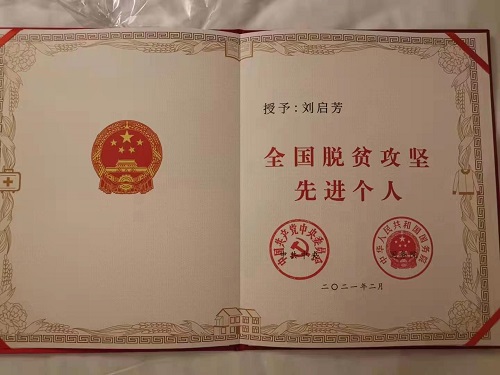 授予：刘启芳
全国脱贫攻坚
先进个人
中国共产党中央委员会
中华人民共和国国务院
二〇二一年二月